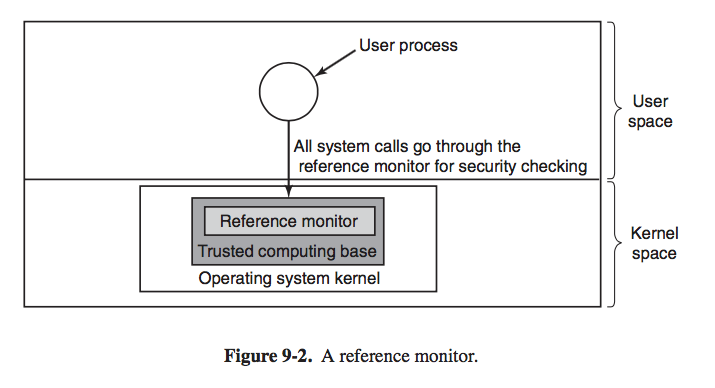 User process
User
space
All system calls go through the
reference monitor for security checking
Reference monitor
Trusted computing base
Operating system kernel
Kernel
space
Figure 9-2. A reference monitor.